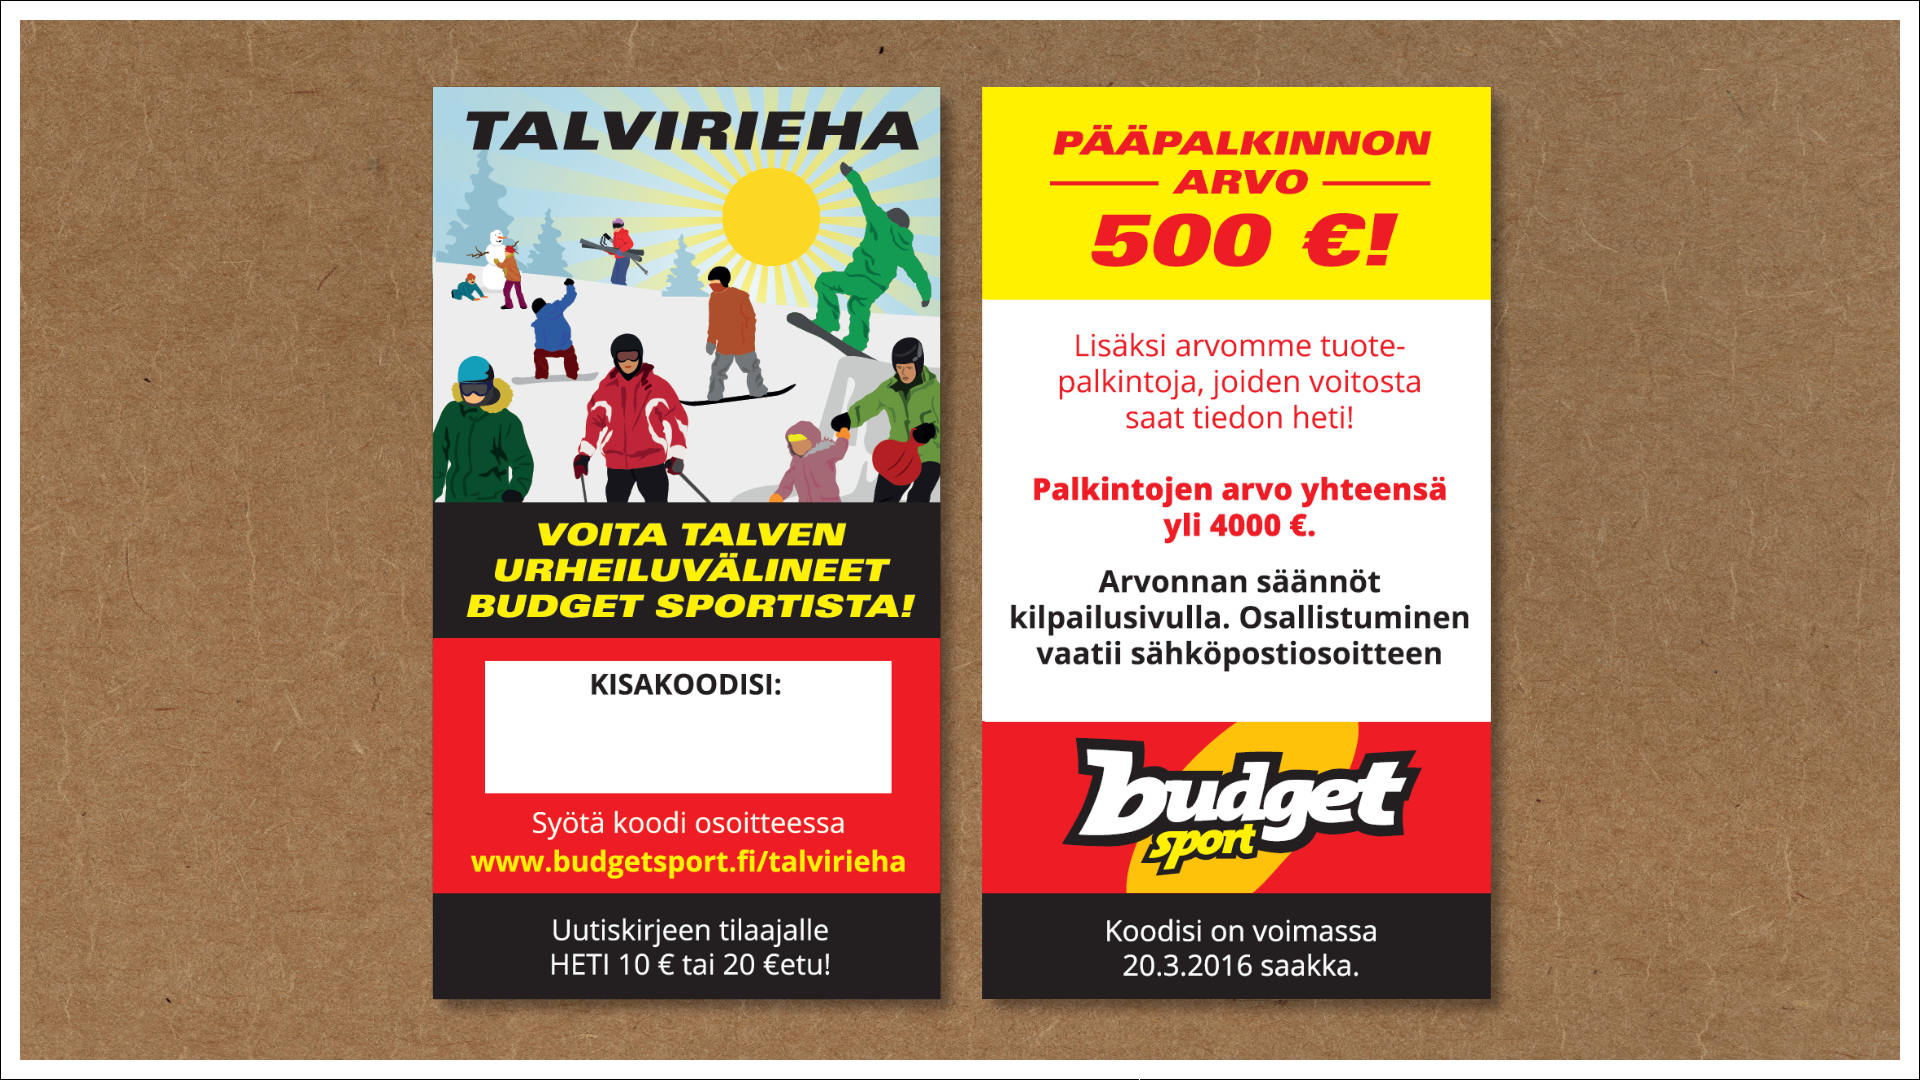 TALVIRIEHA
VOITA TALVEN
URHEILUVÄLINEET
BUDGET SPORTISTA!
KISAKOODISI:
Syötä koodi osoitteessa
www.budgetsport.fi/talvirieha
Uutiskirjeen tilaajalle
HETI 10 € tai 20 €etu!
PÄÄPALKINNON
ARVO
500 €!
Lisäksi arvomme tuote-
palkintoja, joiden voitosta
saat tiedon heti!
Palkintojen arvo yhteensä
yli 4000 €.
Arvonnan säännöt
kilpailusivulla. Osallistuminen
vaatii sähköpostiosoitteen
budget
sport
Koodisi on voimassa
20.3.2016 saakka.